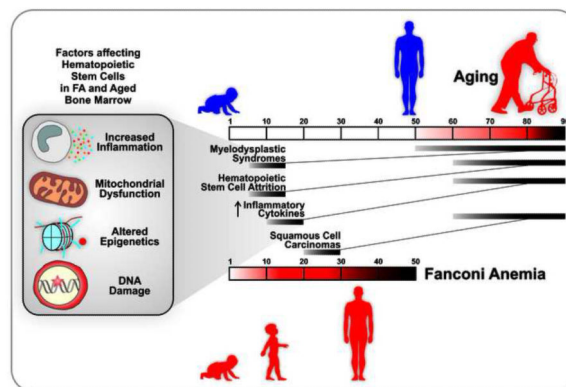 Factors affecting
Hematopoietic
Stem Cells
in FA and Aged
Bone Marrow
Increased
Inflammation
Mitochondrial
Dysfunction
Altered
Epigenetics
DNA
Damage
Aging
1 10 20 30 40 50 60 70 80 90
Myelodysplastic
Syndromes
Hematopoietic
Stem Cell Attrition
↑ Inflammatory
Cytokines
Squamous Cell
Carcinomas
1 10 20 30 40 50
Fanconi Anemia